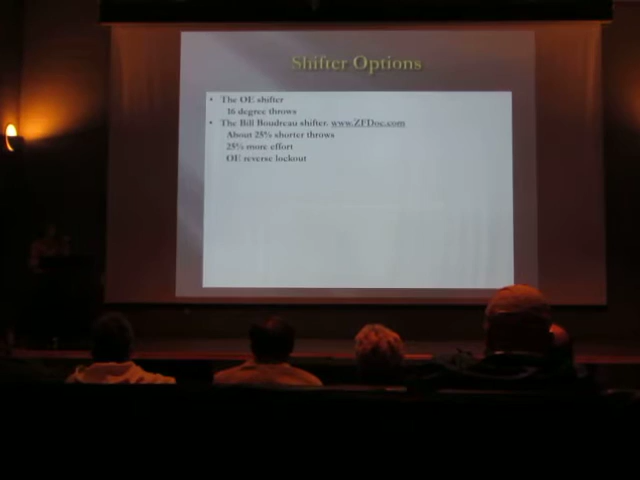 Shifter Options
• The OE shifter
16 degree throws
• The Bill Boudreau shifter. www.ZFDoc.com
About 25% shorter throws
25% more effort
OE reverse lockout